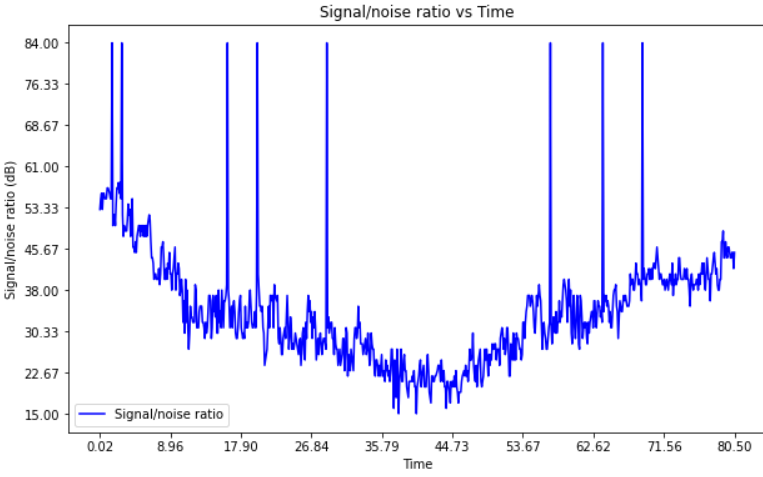 Signal/noise ratio vs Time
Signal/noise ratio (dB)
84.00
76.33
68.67
61.00
53.33
45.67
38.00
30.33
22.67
15.00
Signal/noise ratio
0.02 8.96 17.90 26.84 35.79 44.73 53.67 62.62 71.56 80.50
Time